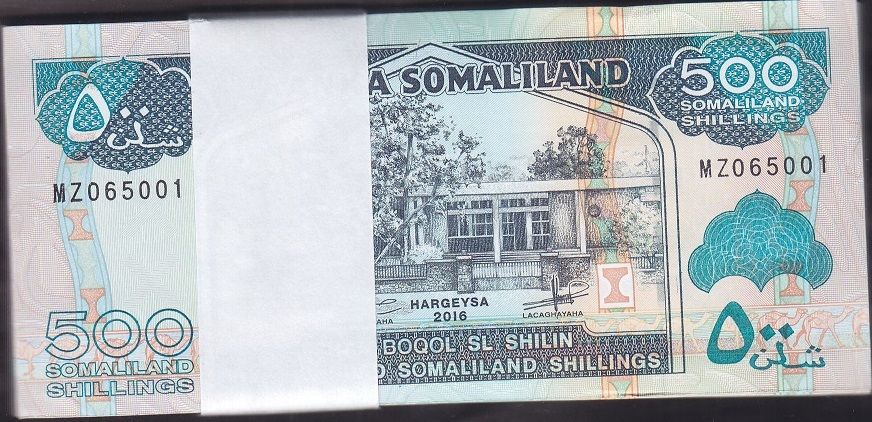 ٥٠٠
شلن
A SOMALILAND
500
SOMALILAND
SHILLINGS
MZ065001
MZ065001
HARGEYSA
2016
AHA
LACAGHAYAHA
500
SOMALILAND
SHILLINGS
BOQOL SL SHILIN
SOMALILAND SHILLINGS
٥٠٠
شلن